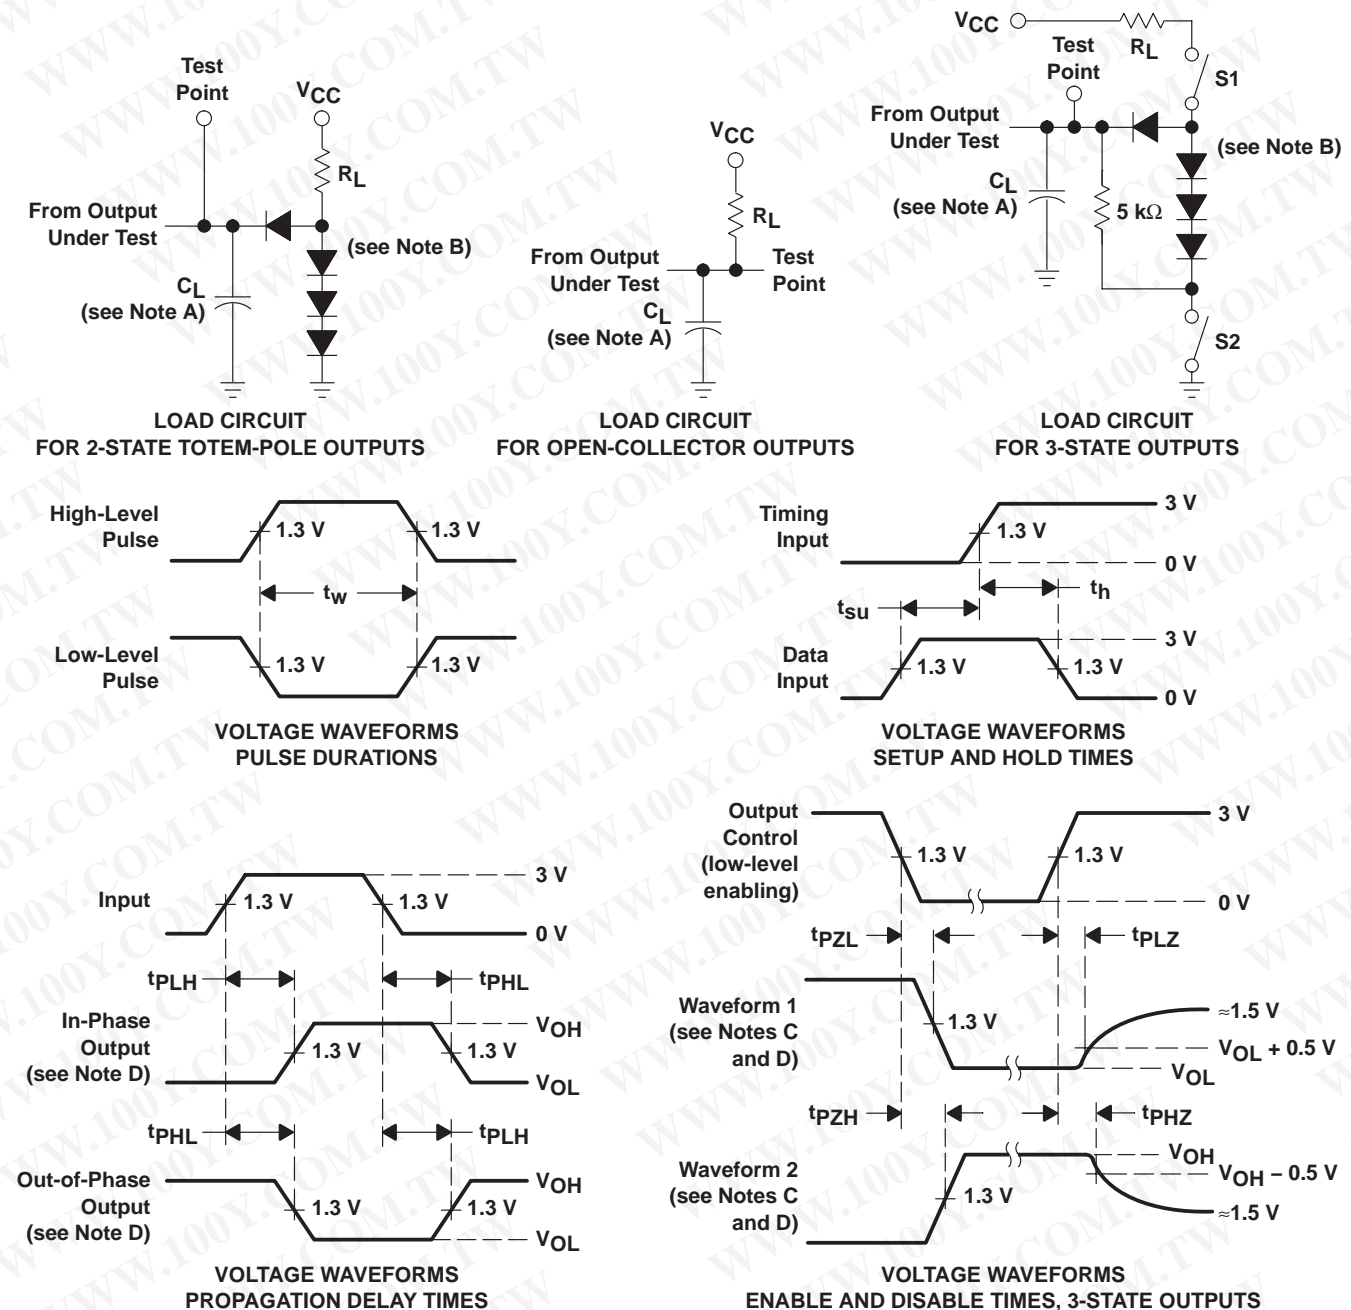 Test
Point
VCC
RL
From Output
Under Test
(see Note B)
CL
(see Note A)
LOAD CIRCUIT
FOR 2-STATE TOTEM-POLE OUTPUTS
VCC
RL
From Output
Under Test
Test
Point
CL
(see Note A)
LOAD CIRCUIT
FOR OPEN-COLLECTOR OUTPUTS
VCC
RL
Test
Point
S1
From Output
Under Test
(see Note B)
CL
(see Note A)
5 kΩ
S2
LOAD CIRCUIT
FOR 3-STATE OUTPUTS
High-Level
Pulse
1.3 V
1.3 V
tw
Low-Level
Pulse
1.3 V
1.3 V
VOLTAGE WAVEFORMS
PULSE DURATIONS
Timing
Input
1.3 V
3 V
0 V
th
tsu
Data
Input
1.3 V
1.3 V
3 V
0 V
VOLTAGE WAVEFORMS
SETUP AND HOLD TIMES
Input
1.3 V
1.3 V
3 V
0 V
tPLH
tPHL
In-Phase
Output
(see Note D)
1.3 V
1.3 V
VOH
VOL
tPHL
tPLH
Out-of-Phase
Output
(see Note D)
1.3 V
1.3 V
VOH
VOL
VOLTAGE WAVEFORMS
PROPAGATION DELAY TIMES
Output
Control
(low-level
enabling)
1.3 V
1.3 V
3 V
0 V
tPZL
tPLZ
Waveform 1
(see Notes C
and D)
1.3 V
≈1.5 V
VOL + 0.5 V
VOL
tPZH
tPHZ
Waveform 2
(see Notes C
and D)
1.3 V
VOH
VOH – 0.5 V
≈1.5 V
VOLTAGE WAVEFORMS
ENABLE AND DISABLE TIMES, 3-STATE OUTPUTS
WWW.100Y.COM.TW